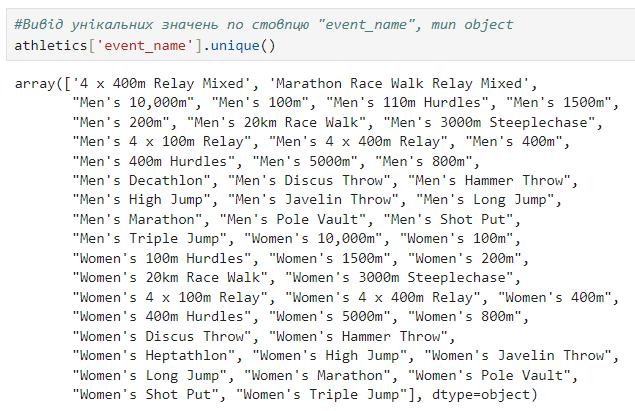 #Вивід унікальних значень по стовпцю "event_name", тип object
athletics['event_name'].unique()
array(['4 x 400m Relay Mixed', 'Marathon Race Walk Relay Mixed',
"Men's 10,000m", "Men's 100m", "Men's 110m Hurdles", "Men's 1500m",
"Men's 200m", "Men's 20km Race Walk", "Men's 3000m Steeplechase",
"Men's 4 x 100m Relay", "Men's 4 x 400m Relay", "Men's 400m",
"Men's 400m Hurdles", "Men's 5000m", "Men's 800m",
"Men's Decathlon", "Men's Discus Throw", "Men's Hammer Throw",
"Men's High Jump", "Men's Javelin Throw", "Men's Long Jump",
"Men's Marathon", "Men's Pole Vault", "Men's Shot Put",
"Men's Triple Jump", "Women's 10,000m", "Women's 100m",
"Women's 100m Hurdles", "Women's 1500m", "Women's 200m",
"Women's 20km Race Walk", "Women's 3000m Steeplechase",
"Women's 4 x 100m Relay", "Women's 4 x 400m Relay", "Women's 400m",
"Women's 400m Hurdles", "Women's 5000m", "Women's 800m",
"Women's Discus Throw", "Women's Hammer Throw",
"Women's Heptathlon", "Women's High Jump", "Women's Javelin Throw",
"Women's Long Jump", "Women's Marathon", "Women's Pole Vault",
"Women's Shot Put", "Women's Triple Jump"], dtype=object)